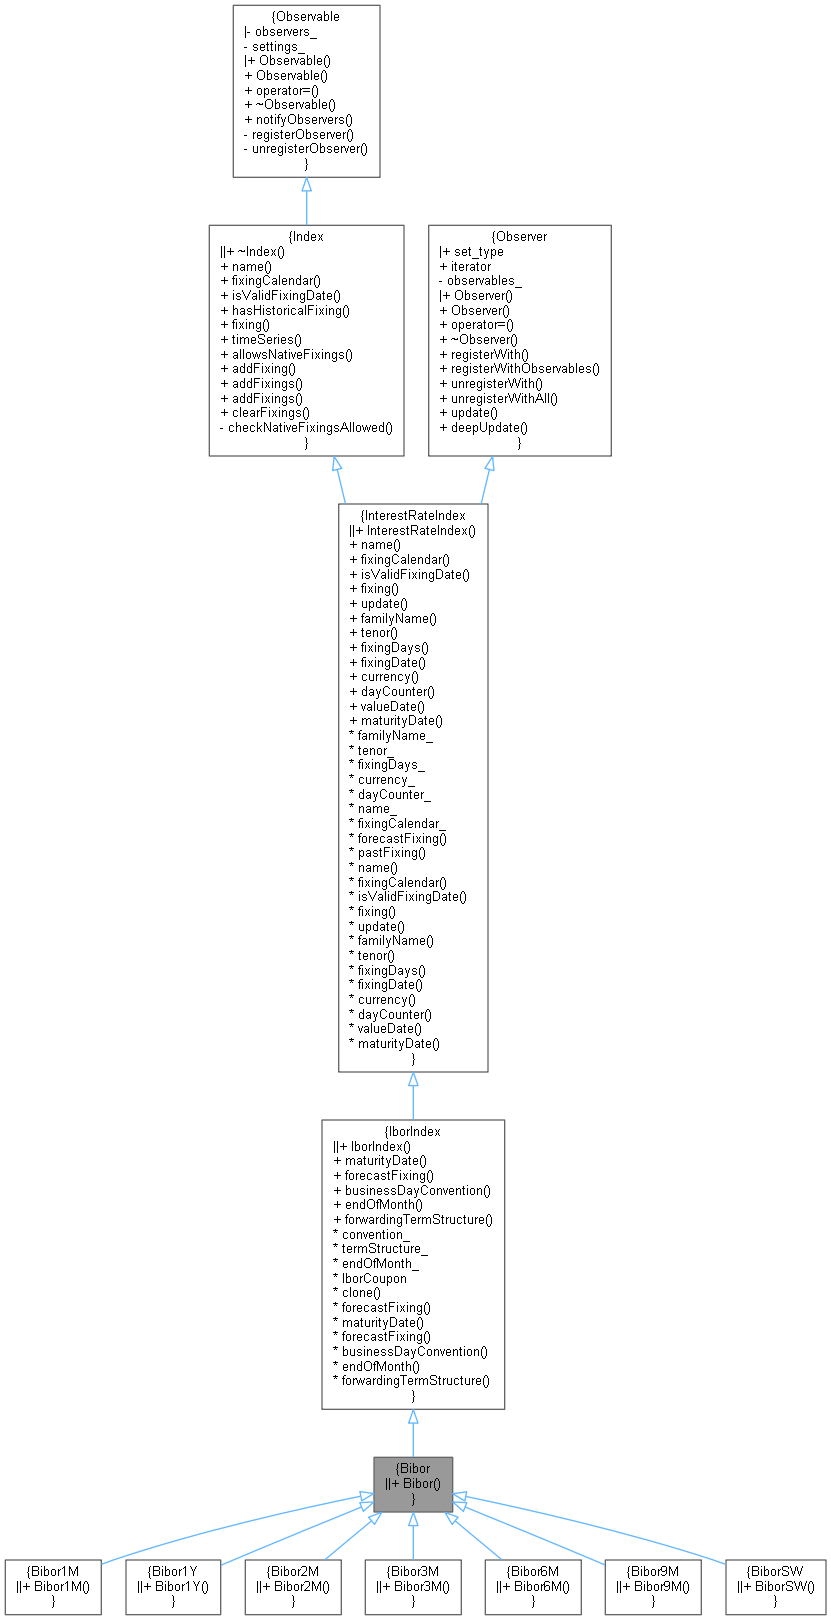 {Observable
|- observers_
- settings_
|+ Observable()
+ Observable()
+ operator=()
+ ~Observable()
+ notifyObservers()
- registerObserver()
- unregisterObserver()
}
{Index
||+ ~Index()
+ name()
+ fixingCalendar()
+ isValidFixingDate()
+ hasHistoricalFixing()
+ fixing()
+ timeSeries()
+ allowsNativeFixings()
+ addFixing()
+ addFixings()
+ addFixings()
+ clearFixings()
- checkNativeFixingsAllowed()
}
{Observer
|+ set_type
+ iterator
- observables_
|+ Observer()
+ Observer()
+ operator=()
+ ~Observer()
+ registerWith()
+ registerWithObservables()
+ unregisterWith()
+ unregisterWithAll()
+ update()
+ deepUpdate()
}
{InterestRateIndex
||+ InterestRateIndex()
+ name()
+ fixingCalendar()
+ isValidFixingDate()
+ fixing()
+ update()
+ familyName()
+ tenor()
+ fixingDays()
+ fixingDate()
+ currency()
+ dayCounter()
+ valueDate()
+ maturityDate()
* familyName_
* tenor_
* fixingDays_
* currency_
* dayCounter_
* name_
* fixingCalendar_
* forecastFixing()
* pastFixing()
* name()
* fixingCalendar()
* isValidFixingDate()
* fixing()
* update()
* familyName()
* tenor()
* fixingDays()
* fixingDate()
* currency()
* dayCounter()
* valueDate()
* maturityDate()
}
{IborIndex
||+ IborIndex()
+ maturityDate()
+ forecastFixing()
+ businessDayConvention()
+ endOfMonth()
+ forwardingTermStructure()
* convention_
* termStructure_
* endOfMonth_
* IborCoupon
* clone()
* forecastFixing()
* maturityDate()
* forecastFixing()
* businessDayConvention()
* endOfMonth()
* forwardingTermStructure()
}
{Bibor
||+ Bibor()
}
{Bibor1M
||+ Bibor1M()
}
{Bibor1Y
||+ Bibor1Y()
}
{Bibor2M
||+ Bibor2M()
}
{Bibor3M
||+ Bibor3M()
}
{Bibor6M
||+ Bibor6M()
}
{Bibor9M
||+ Bibor9M()
}
{BiborSW
||+ BiborSW()
}